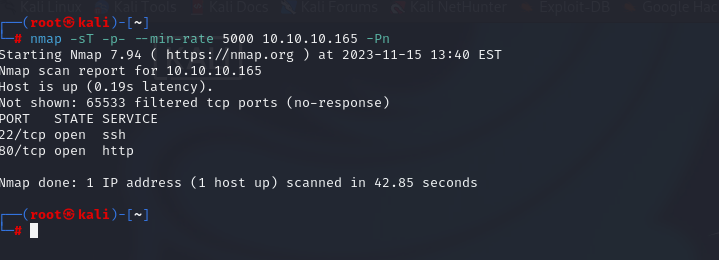 Kali Linux Kali Tools Kali Docs Kali Forums Kali NetHunter Exploit-DB Google Hac
┌──(root㉿kali)-[~]
└─# nmap -sT -p- --min-rate 5000 10.10.10.165 -Pn
Starting Nmap 7.94 ( https://nmap.org ) at 2023-11-15 13:40 EST
Nmap scan report for 10.10.10.165
Host is up (0.19s latency).
Not shown: 65533 filtered tcp ports (no-response)
PORT   STATE SERVICE
22/tcp open  ssh
80/tcp open  http
Nmap done: 1 IP address (1 host up) scanned in 42.85 seconds
┌──(root㉿kali)-[~]
└─#